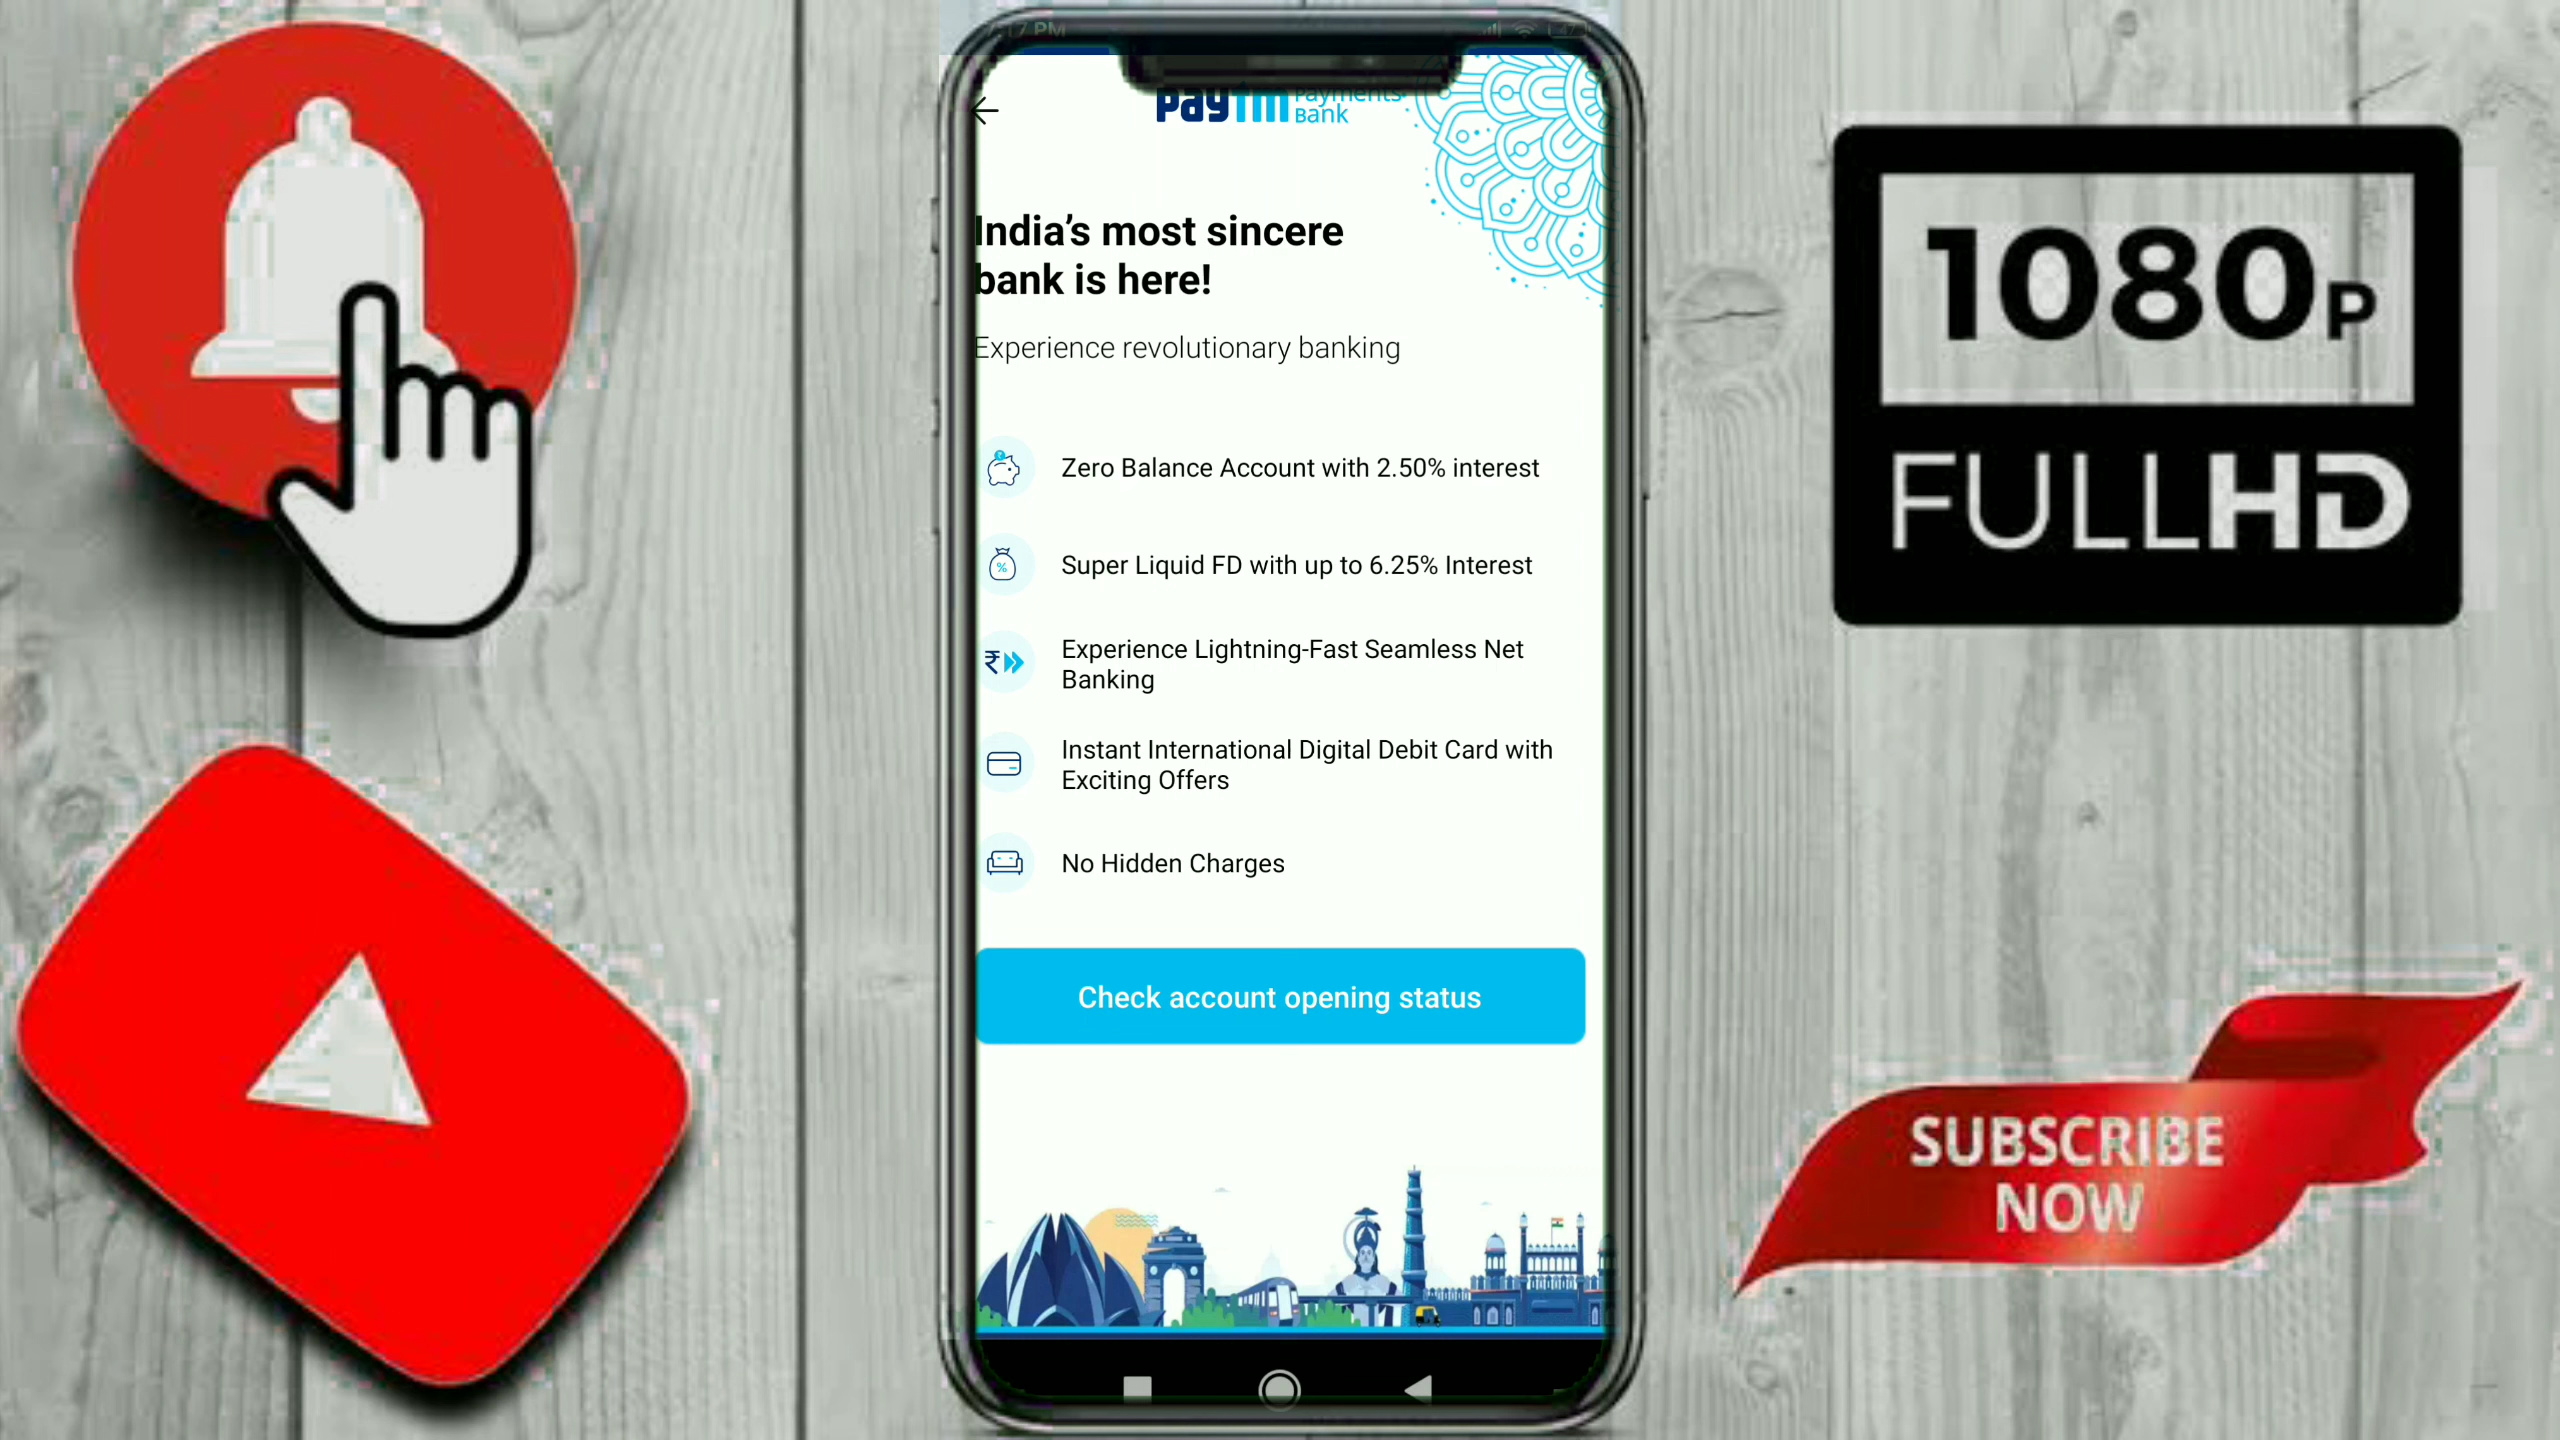 paytm Payments
Bank
India's most sincere
bank is here!
Experience revolutionary banking
Zero Balance Account with 2.50% interest
Super Liquid FD with up to 6.25% Interest
Experience Lightning-Fast Seamless Net
Banking
Instant International Digital Debit Card with
Exciting Offers
No Hidden Charges
Check account opening status
1080P
FULLHD
SUBSCRIBE
NOW